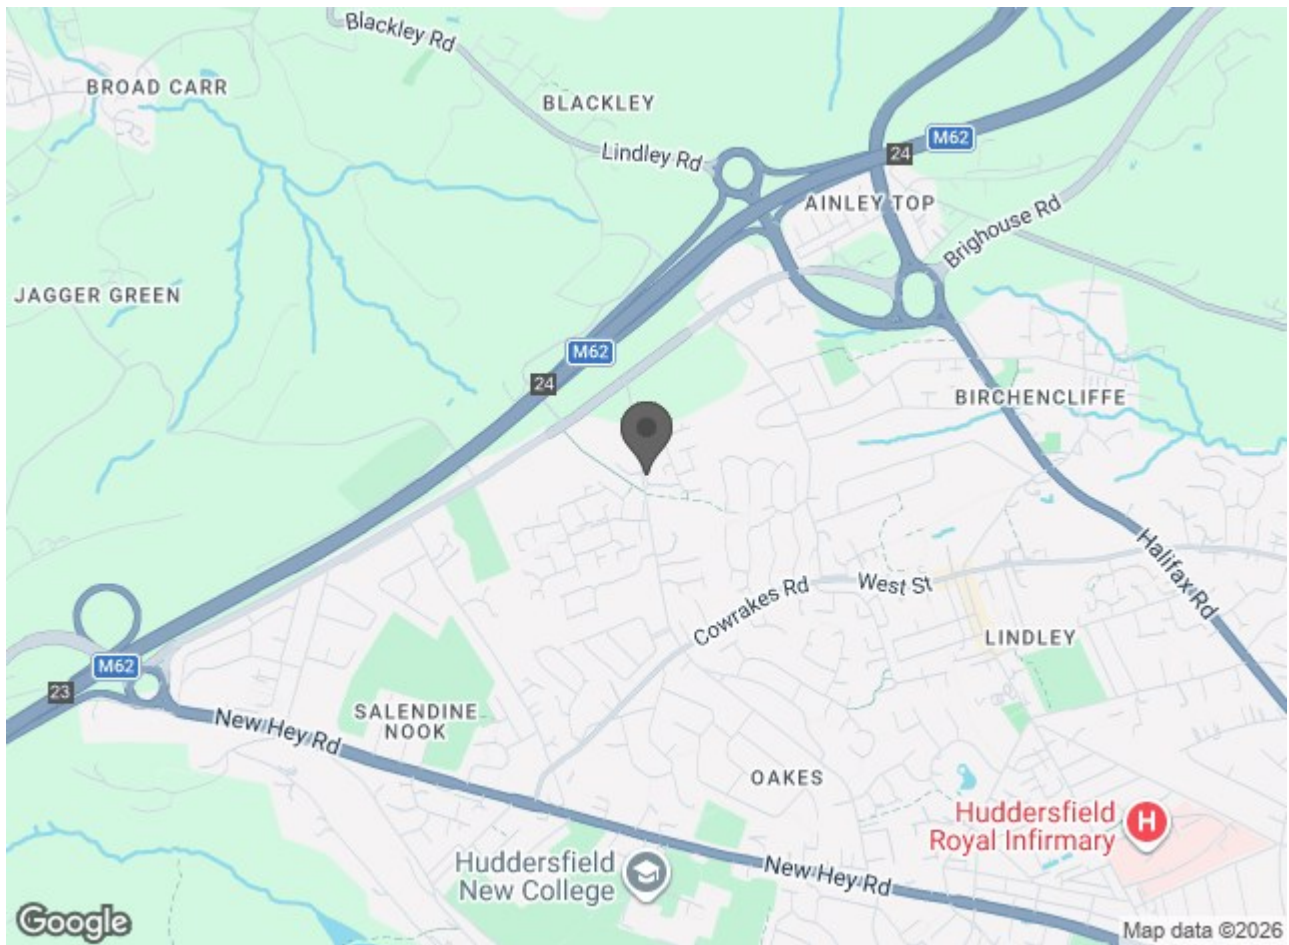 Blackley Rd
BROAD CARR
BLACKLEY
Lindley Rd
M62
24
AINLEY TOP
Brighouse Rd
JAGGER GREEN
M62
24
BIRCHENCLIFFE
Halifax Rd
Cowrakes Rd
West St
LINDLEY
M62
23
SALENDINE
NOOK
New Hey Rd
OAKES
Huddersfield
Royal Infirmary
H
Huddersfield
New College
New Hey Rd
Google
Map data ©2026